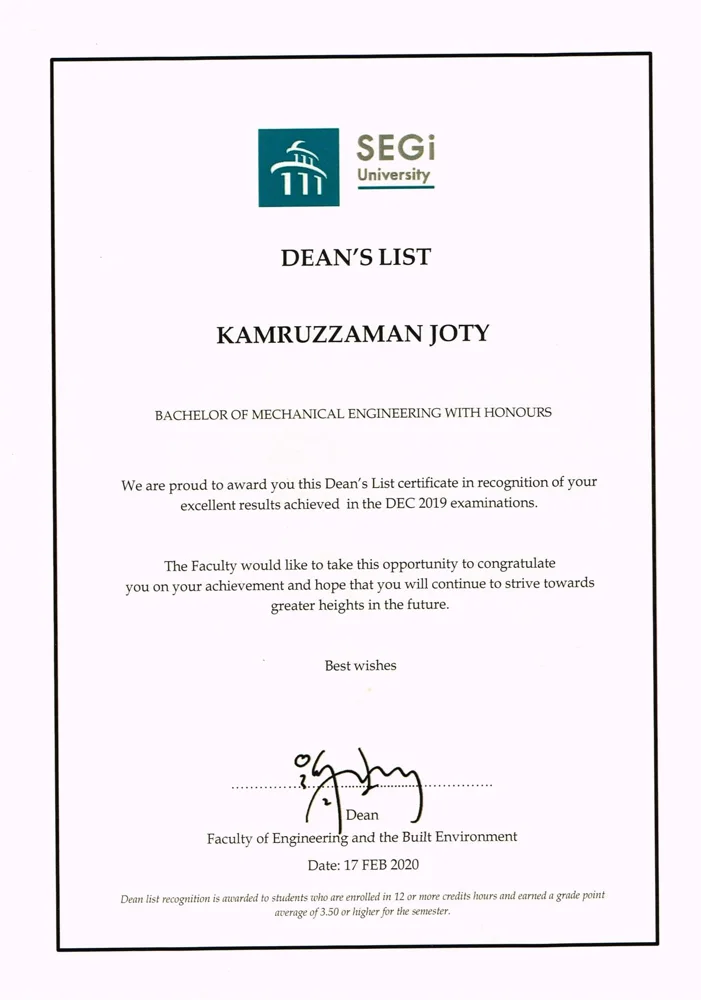 SEGi
University
DEAN'S LIST
KAMRUZZAMAN JOTY
BACHELOR OF MECHANICAL ENGINEERING WITH HONOURS
We are proud to award you this Dean's List certificate in recognition of your
excellent results achieved in the DEC 2019 examinations.
The Faculty would like to take this opportunity to congratulate
you on your achievement and hope that you will continue to strive towards
greater heights in the future.
Best wishes
Dean
Faculty of Engineering and the Built Environment
Date: 17 FEB 2020
Dean list recognition is awarded to students who are enrolled in 12 or more credits hours and earned a grade point
average of 3.50 or higher for the semester.